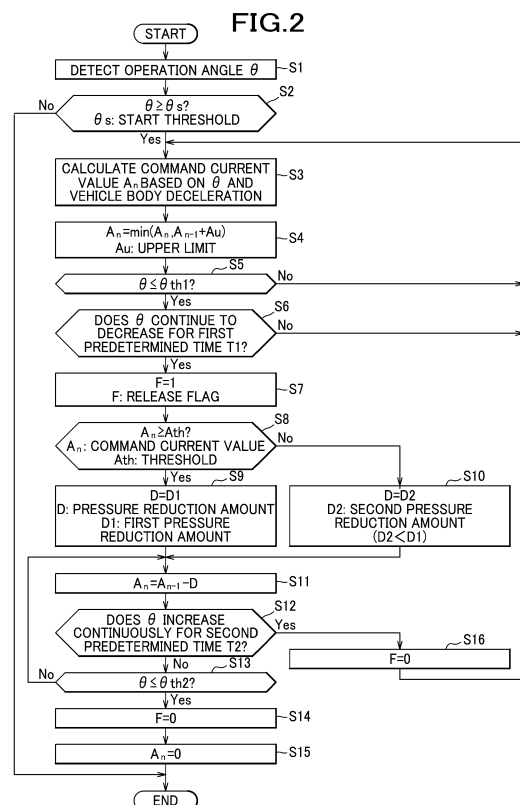 FIG.2
START
DETECT OPERATION ANGLE θ
S1
S2
θ≥θs?
θs: START THRESHOLD
No
Yes
CALCULATE COMMAND CURRENT
VALUE Aₙ BASED ON θ AND
VEHICLE BODY DECELERATION
S3
Aₙ=min(Aₙ,Aₙ₋₁+Au)
Au: UPPER LIMIT
S4
S5
θ≤θth1?
No
Yes
S6
DOES θ CONTINUE TO
DECREASE FOR FIRST
PREDETERMINED TIME T1?
No
Yes
F=1
F: RELEASE FLAG
S7
S8
Aₙ≥Ath?
Aₙ: COMMAND CURRENT VALUE
Ath: THRESHOLD
No
Yes
S9
D=D1
D: PRESSURE REDUCTION AMOUNT
D1: FIRST PRESSURE
REDUCTION AMOUNT
S10
D=D2
D2: SECOND PRESSURE
REDUCTION AMOUNT
(D2<D1)
Aₙ=Aₙ₋₁−D
S11
S12
DOES θ INCREASE
CONTINUOUSLY FOR SECOND
PREDETERMINED TIME T2?
Yes
No
S16
F=0
S13
θ≤θth2?
No
Yes
F=0
S14
Aₙ=0
S15
END